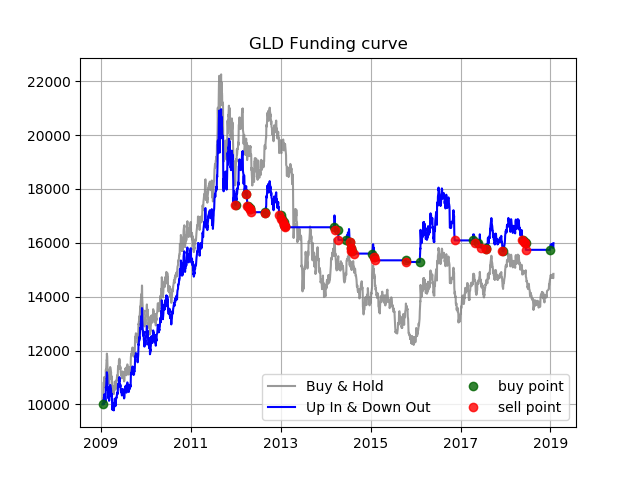 GLD Funding curve
22000
20000
18000
16000
14000
12000
10000
Buy & Hold
Up In & Down Out
buy point
sell point
2009
2011
2013
2015
2017
2019